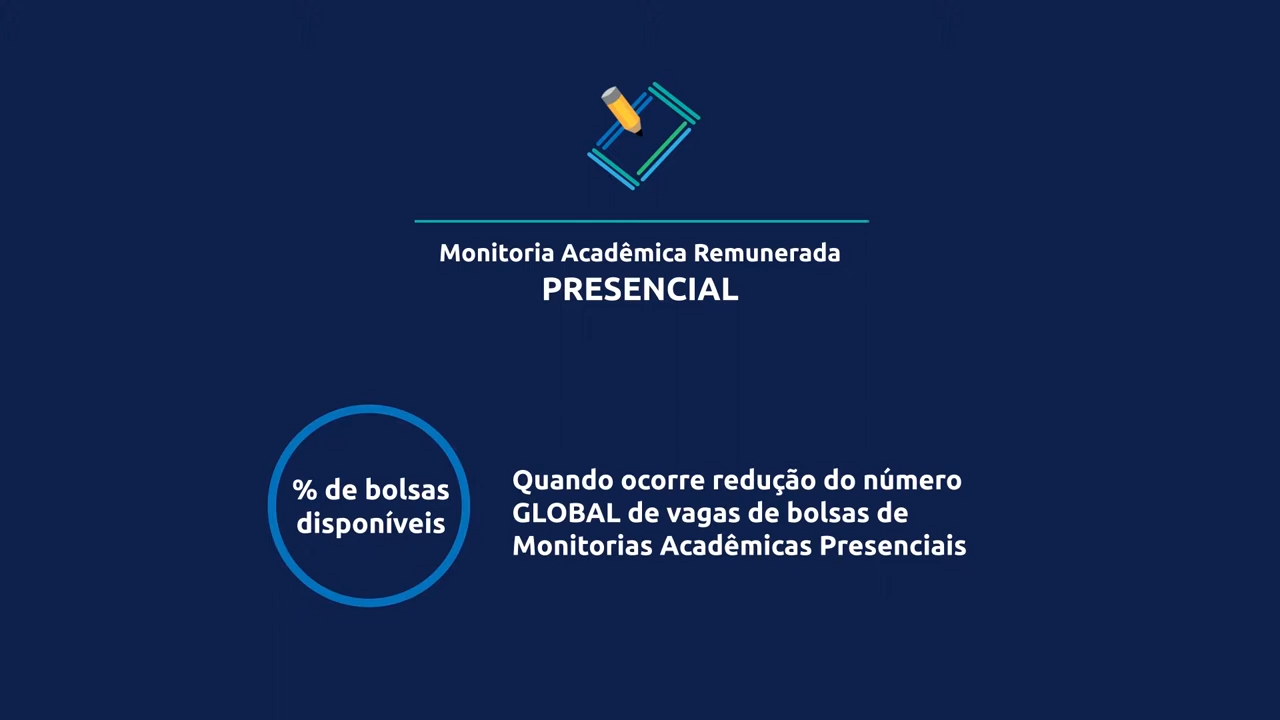 Monitoria Acadêmica Remunerada
PRESENCIAL
% de bolsas
disponíveis
Quando ocorre redução do número
GLOBAL de vagas de bolsas de
Monitorias Acadêmicas Presenciais